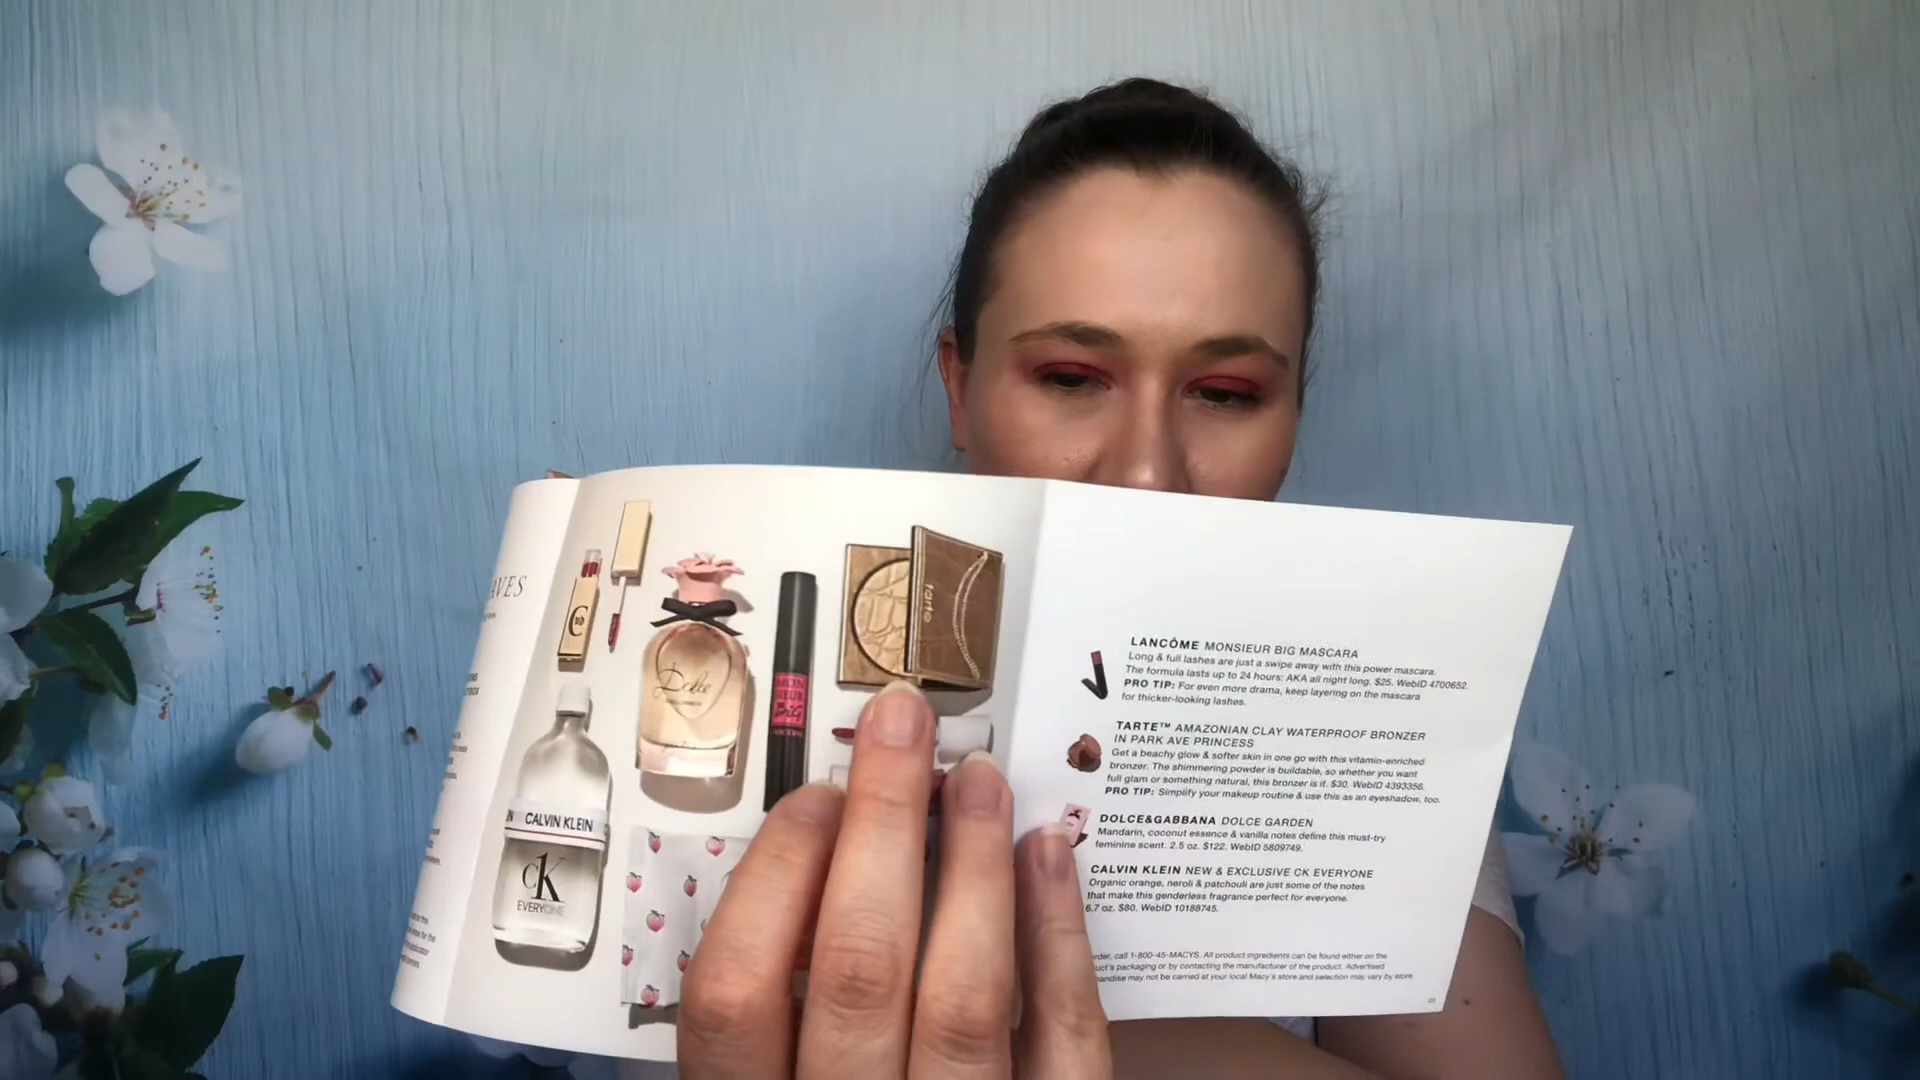 AVES
C
Dolce
tarte
CALVIN KLEIN
cK
EVERYONE
LANCÔME MONSIEUR BIG MASCARA
Long & full lashes are just a swipe away with this power mascara.
The formula lasts up to 24 hours: AKA all night long. $25. WebID 4700652.
PRO TIP: For even more drama, keep layering on the mascara
for thicker-looking lashes.
TARTE™ AMAZONIAN CLAY WATERPROOF BRONZER
IN PARK AVE PRINCESS
Get a beachy glow & softer skin in one go with this vitamin-enriched
bronzer. The shimmering powder is buildable, so whether you want
full glam or something natural, this bronzer is it. $30. WebID 4393356.
PRO TIP: Simplify your makeup routine & use this as an eyeshadow, too.
DOLCE&GABBANA DOLCE GARDEN
Mandarin, coconut essence & vanilla notes define this must-try
feminine scent. 2.5 oz. $122. WebID 5809749.
CALVIN KLEIN NEW & EXCLUSIVE CK EVERYONE
Organic orange, neroli & patchouli are just some of the notes
that make this genderless fragrance perfect for everyone.
6.7 oz. $80. WebID 10188745.
call 1-800-45-MACYS. All product ingredients can be found either on the
packaging or by contacting the manufacturer of the product. Advertised
may not be carried at your local Macy's store and selection may vary by store.